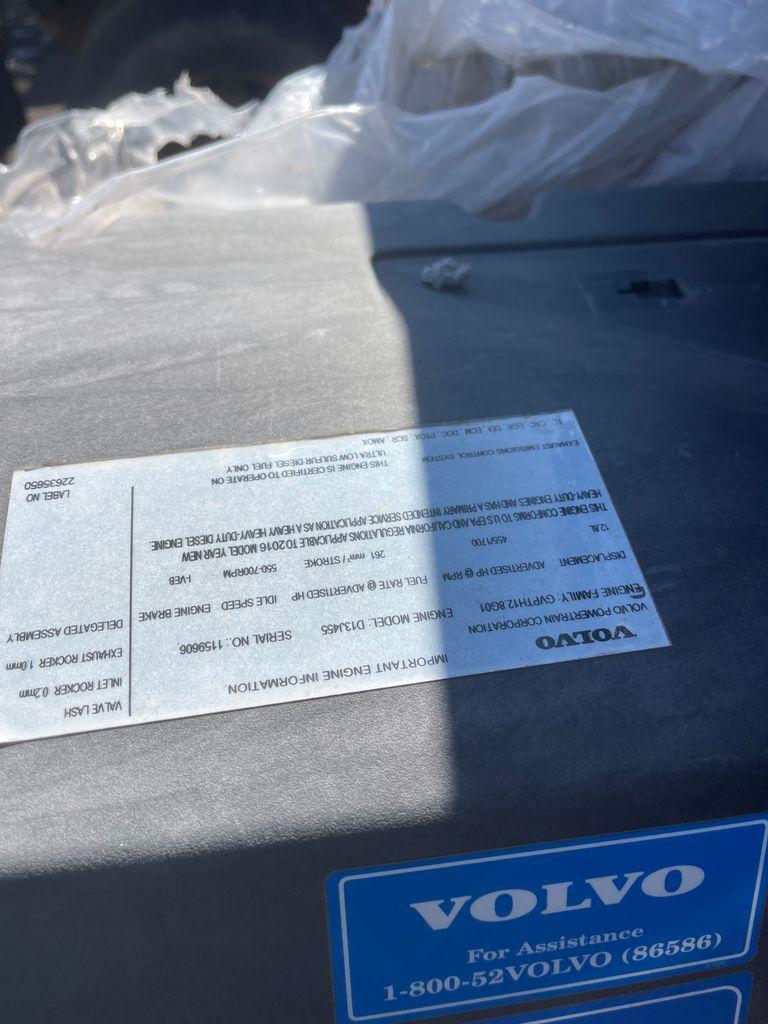 VOLVO
IMPORTANT ENGINE INFORMATION
VOLVO POWERTRAIN CORPORATION
ENGINE FAMILY: GVPTH12.8G01
ENGINE MODEL: D13J455
SERIAL NO.: 1159606
DISPLACEMENT
ADVERTISED HP @ RPM
FUEL RATE @ ADVERTISED HP
IDLE SPEED
ENGINE BRAKE
12.8L
455/1700
261 mm³ / STROKE
550-700RPM
I-VEB
THIS ENGINE CONFORMS TO U S EPA AND CALIFORNIA REGULATIONS APPLICABLE TO 2016 MODEL YEAR NEW
HEAVY-DUTY ENGINES AND HAS A PRIMARY INTENDED SERVICE APPLICATION AS A HEAVY HEAVY-DUTY DIESEL ENGINE
EXHAUST EMISSIONS CONTROL SYSTEM
TC, CAC, EGR, DDI, ECM, DOC, PTOX, SCR, AMOX
THIS ENGINE IS CERTIFIED TO OPERATE ON
ULTRA LOW SULFUR DIESEL FUEL ONLY
VALVE LASH
INLET ROCKER 0.2mm
EXHAUST ROCKER 1.0mm
DELEGATED ASSEMBLY
LABEL NO
22635650
VOLVO
For Assistance
1-800-52VOLVO (86586)